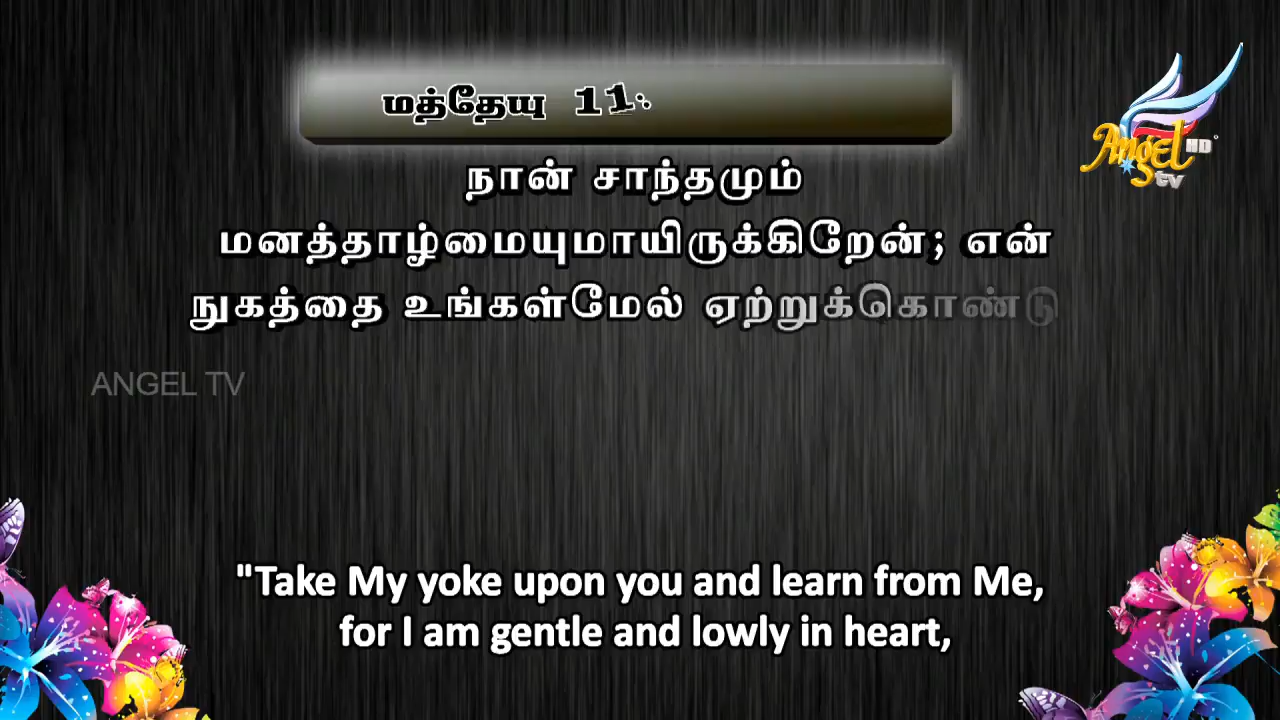 மத்தேயு 11:
Angel HD
tv
நான் சாந்தமும்
மனத்தாழ்மையுமாயிருக்கிறேன்; என்
நுகத்தை உங்கள்மேல் ஏற்றுக்கொண்டு
ANGEL TV
"Take My yoke upon you and learn from Me,
for I am gentle and lowly in heart,